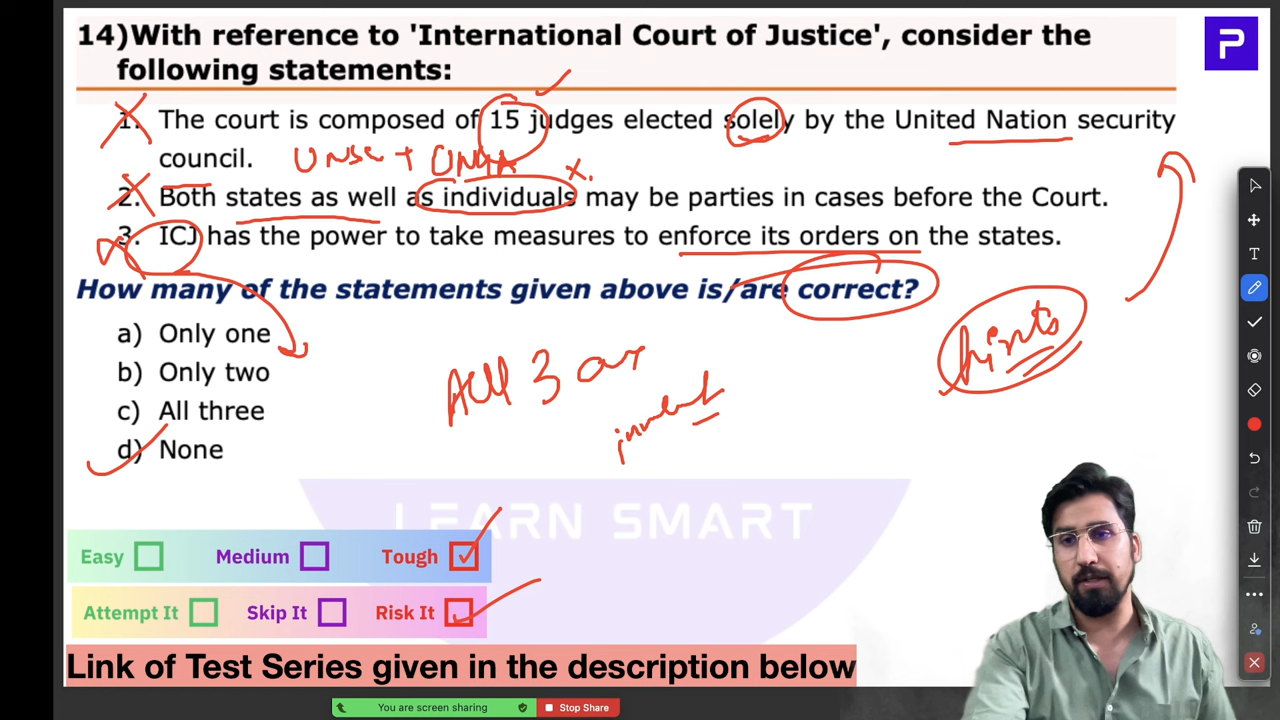 14)With reference to 'International Court of Justice', consider the
following statements:
1. The court is composed of 15 judges elected solely by the United Nation security
council. UNSC + UNGA
2. Both states as well as individuals may be parties in cases before the Court.
3. ICJ has the power to take measures to enforce its orders on the states.
How many of the statements given above is/are correct?
a) Only one
b) Only two
c) All three
d) None
All 3 are
hints
LEARN SMART
Easy Medium Tough
Attempt It Skip It Risk It
Link of Test Series given in the description below
You are screen sharing
Stop Share
P
T